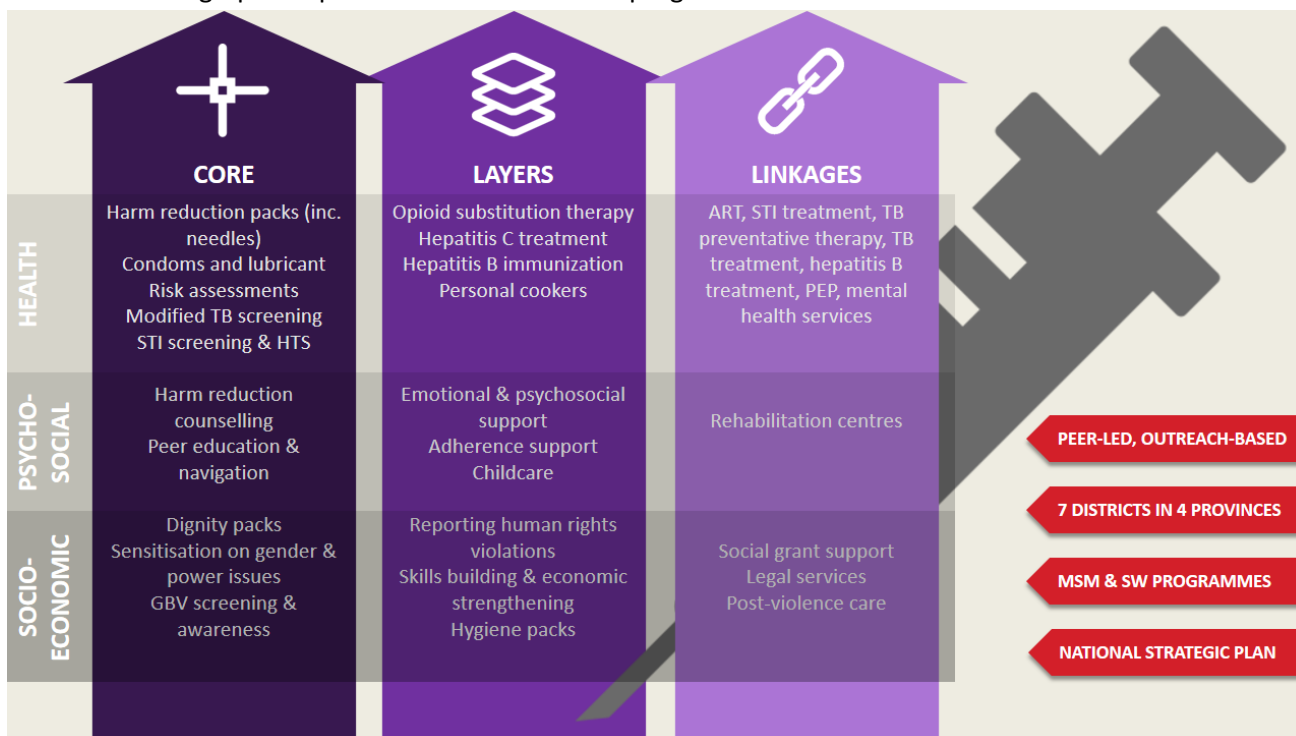 CORE
LAYERS
LINKAGES
HEALTH
Harm reduction packs (inc.
needles)
Condoms and lubricant
Risk assessments
Modified TB screening
STI screening & HTS
Opioid substitution therapy
Hepatitis C treatment
Hepatitis B immunization
Personal cookers
ART, STI treatment, TB
preventative therapy, TB
treatment, hepatitis B
treatment, PEP, mental
health services
PSYCHO-
SOCIAL
Harm reduction
counselling
Peer education &
navigation
Emotional & psychosocial
support
Adherence support
Childcare
Rehabilitation centres
SOCIO-
ECONOMIC
Dignity packs
Sensitisation on gender &
power issues
GBV screening &
awareness
Reporting human rights
violations
Skills building & economic
strengthening
Hygiene packs
Social grant support
Legal services
Post-violence care
PEER-LED, OUTREACH-BASED
7 DISTRICTS IN 4 PROVINCES
MSM & SW PROGRAMMES
NATIONAL STRATEGIC PLAN